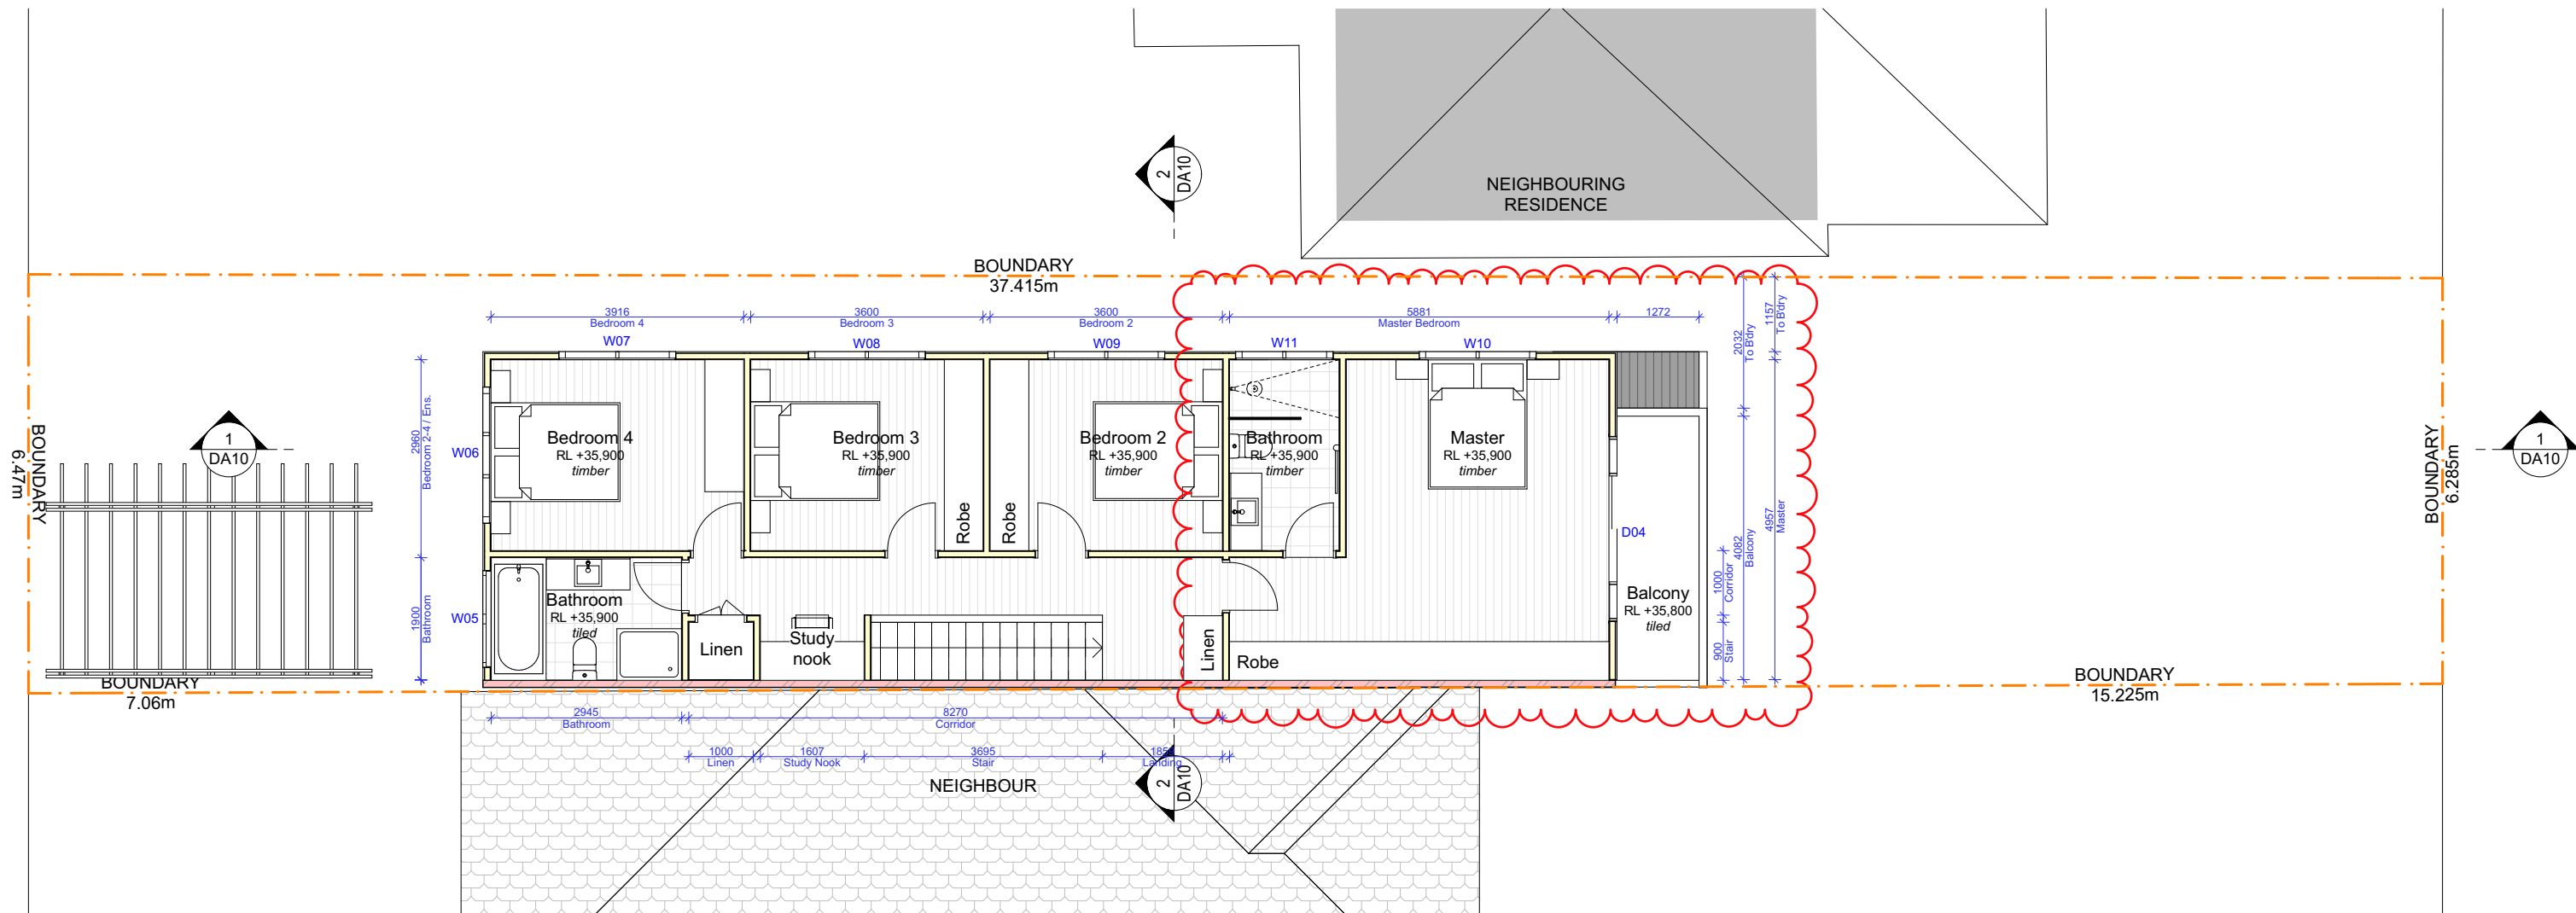 2
DA10
NEIGHBOURING
RESIDENCE
BOUNDARY
37.415m
3916
Bedroom 4
3600
Bedroom 3
3600
Bedroom 2
5881
Master Bedroom
1272
2032
To B'dry
1157
To B'dry
W07
W08
W09
W11
W10
BOUNDARY
6.47m
1
DA10
2960
Bedroom 2-4 / Ens.
W06
Bedroom 4
RL +35,900
timber
Bedroom 3
RL +35,900
timber
Robe
Robe
Bedroom 2
RL +35,900
timber
Bathroom
RL +35,900
timber
Master
RL +35,900
timber
D04
4957
Master
4082
Balcony
1000
Corridor
900
Stair
BOUNDARY
6.285m
1
DA10
1900
Bathroom
W05
Bathroom
RL +35,900
tiled
Linen
Study
nook
Linen
Robe
Balcony
RL +35,800
tiled
BOUNDARY
7.06m
BOUNDARY
15.225m
2945
Bathroom
8270
Corridor
1000
Linen
1607
Study Nook
3695
Stair
Landing
2
DA10
NEIGHBOUR